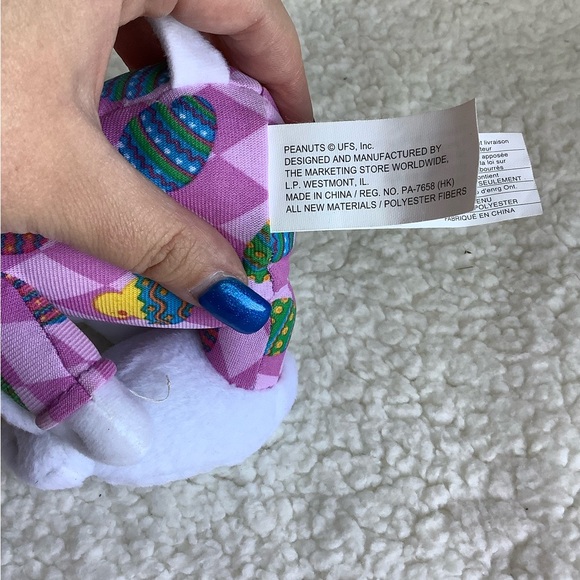 PEANUTS © UFS, Inc.
DESIGNED AND MANUFACTURED BY
THE MARKETING STORE WORLDWIDE,
L.P. WESTMONT, IL.
MADE IN CHINA / REG. NO. PA-7658 (HK)
ALL NEW MATERIALS / POLYESTER FIBERS
livraison
apposée
la loi sur
bourrés
SEULEMENT
d'enrg Ont.
POLYESTER
FABRIQUÉ EN CHINA